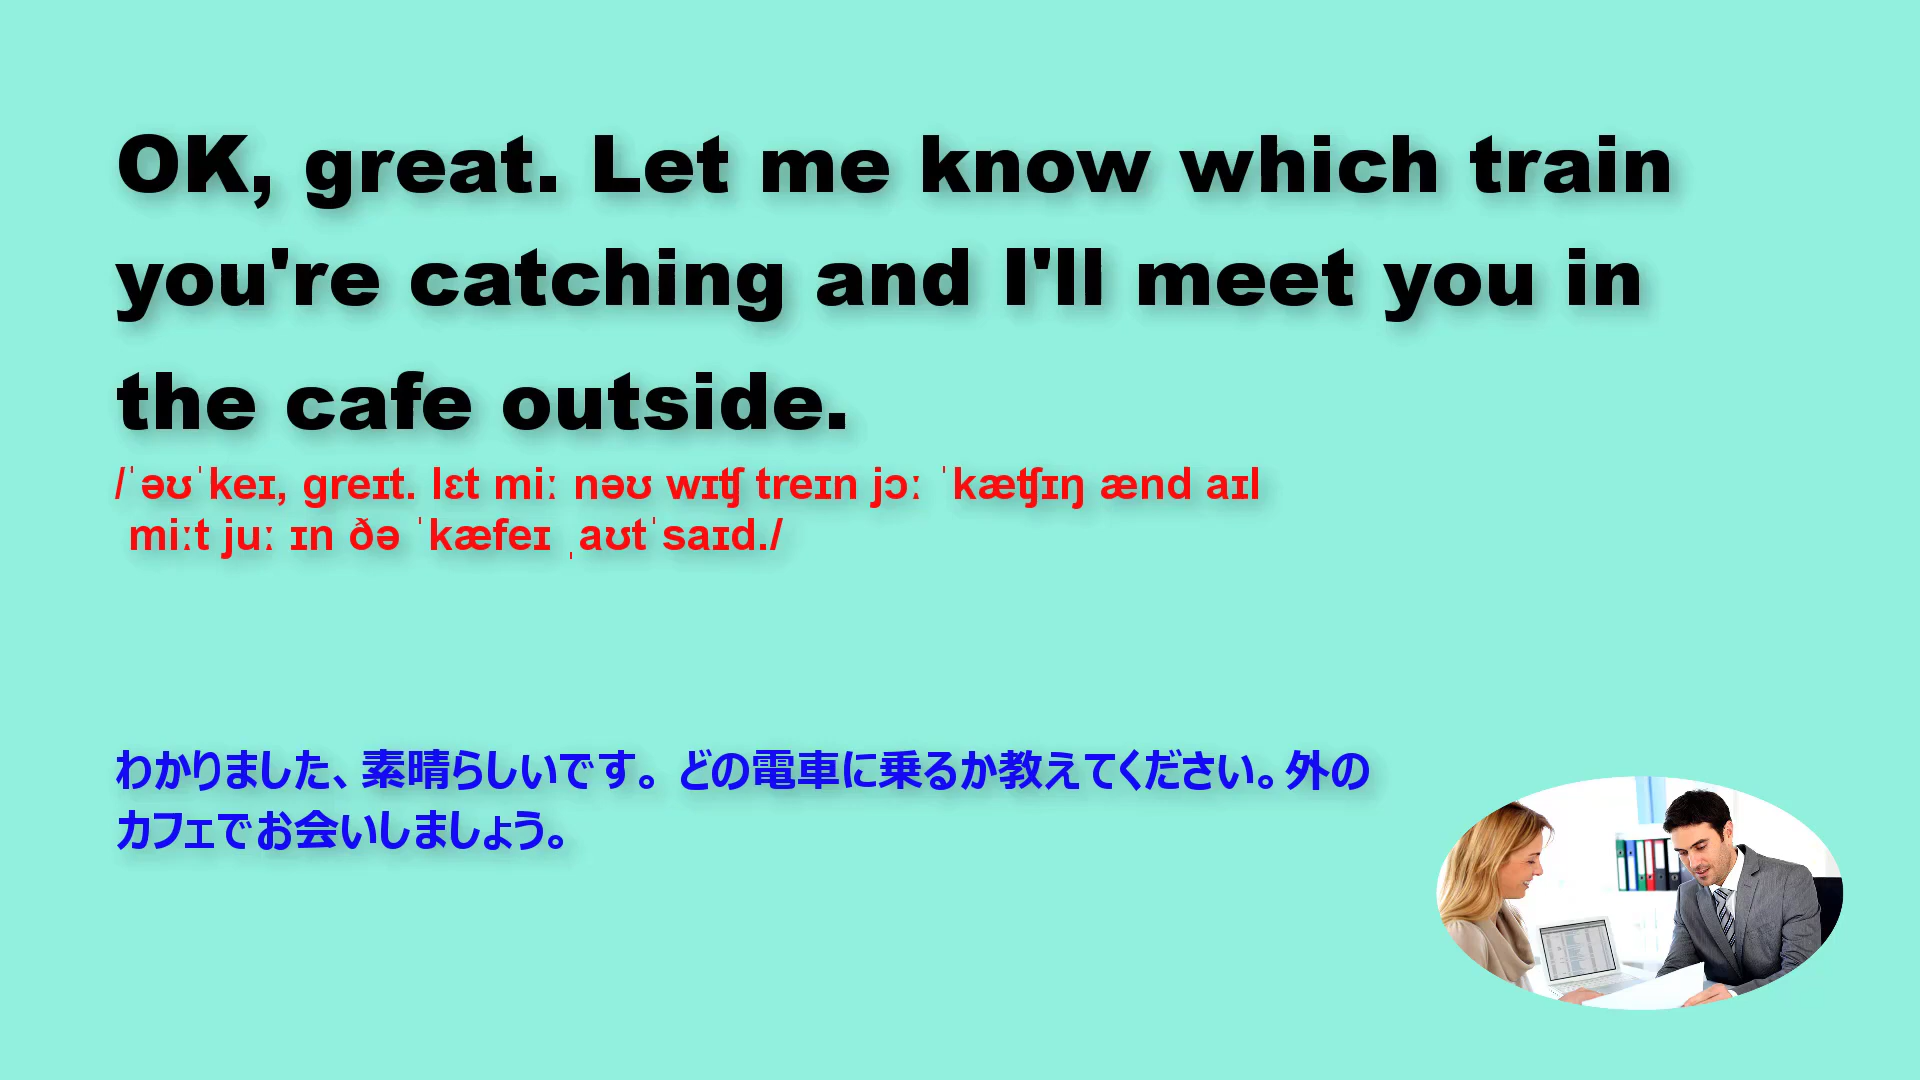 OK, great. Let me know which train
you're catching and I'll meet you in
the cafe outside.
/ˈəʊˈkeɪ, greɪt. lɛt miː nəʊ wɪʧ treɪn jɔː ˈkæʧɪŋ ænd aɪl
miːt juː ɪn ðə ˈkæfeɪ ˌaʊtˈsaɪd./
わかりました、素晴らしいです。どの電車に乗るか教えてください。外の
カフェでお会いしましょう。